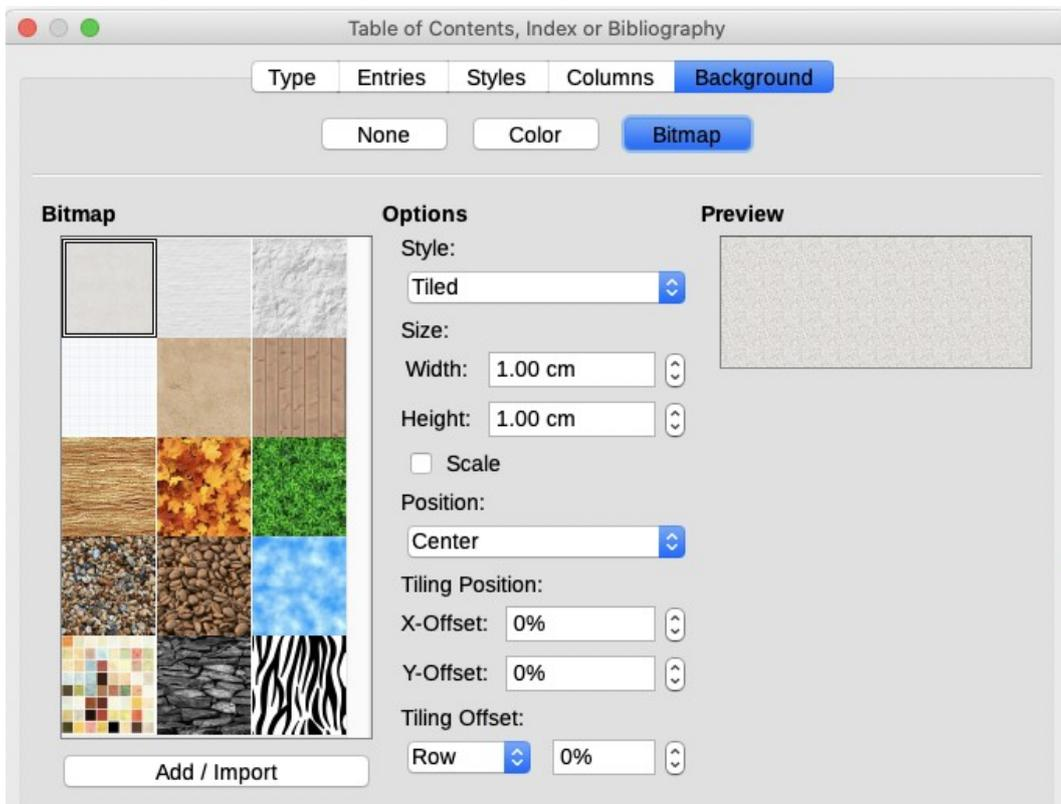 Table of Contents, Index or Bibliography
Type Entries Styles Columns Background
None Color Bitmap
Bitmap
Options
Preview
Style:
Tiled
Size:
Width: 1.00 cm
Height: 1.00 cm
Scale
Position:
Center
Tiling Position:
X-Offset: 0%
Y-Offset: 0%
Tiling Offset:
Row 0%
Add / Import